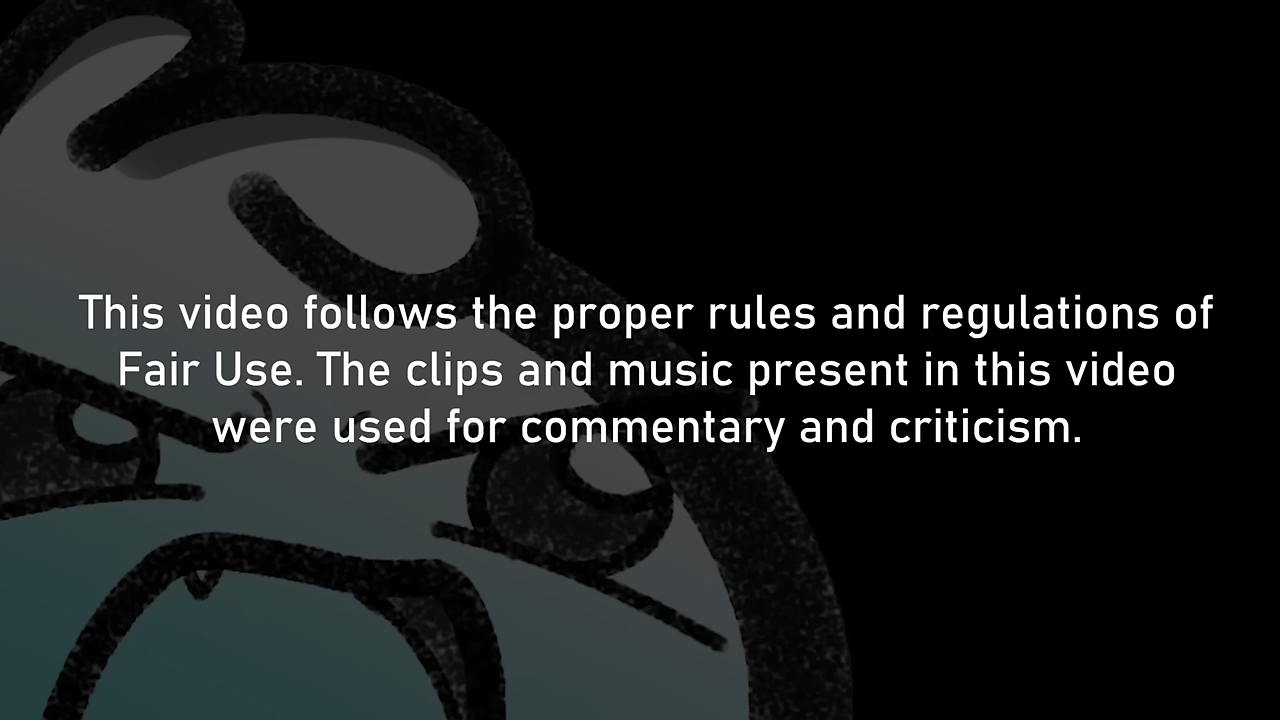 This video follows the proper rules and regulations of
Fair Use. The clips and music present in this video
were used for commentary and criticism.